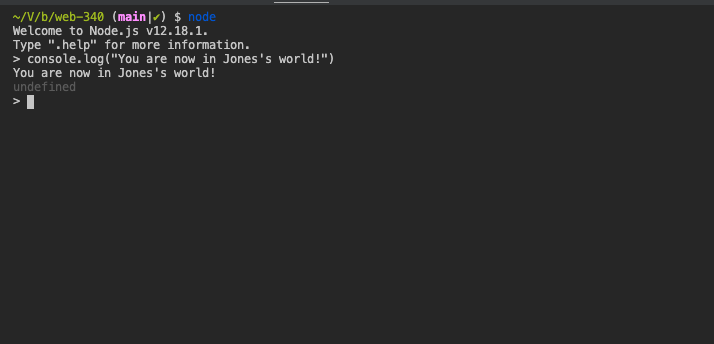 ~/V/b/web-340 (main|✔) $ node
Welcome to Node.js v12.18.1.
Type ".help" for more information.
> console.log("You are now in Jones's world!")
You are now in Jones's world!
undefined
>